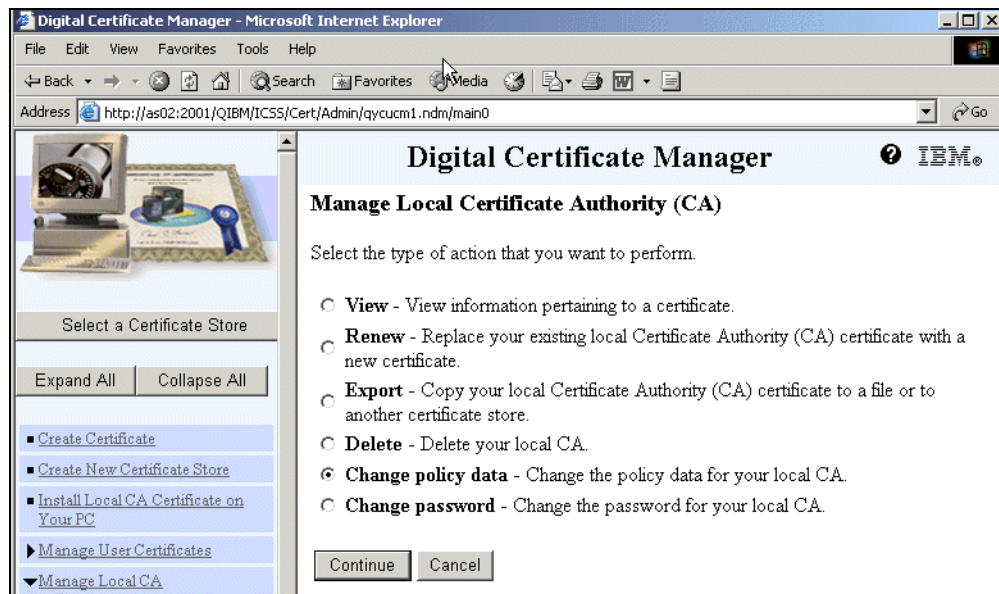 Digital Certificate Manager - Microsoft Internet Explorer
File Edit View Favorites Tools Help
Back Search Favorites Media
Address http://as02:2001/QIBM/ICSS/Cert/Admin/qycucm1.ndm/main0 Go
Digital Certificate Manager IBM®
Manage Local Certificate Authority (CA)
Select the type of action that you want to perform.
View - View information pertaining to a certificate.
Renew - Replace your existing local Certificate Authority (CA) certificate with a
new certificate.
Export - Copy your local Certificate Authority (CA) certificate to a file or to
another certificate store.
Delete - Delete your local CA.
Change policy data - Change the policy data for your local CA.
Change password - Change the password for your local CA.
Continue Cancel
Select a Certificate Store
Expand All Collapse All
Create Certificate
Create New Certificate Store
Install Local CA Certificate on
Your PC
Manage User Certificates
Manage Local CA